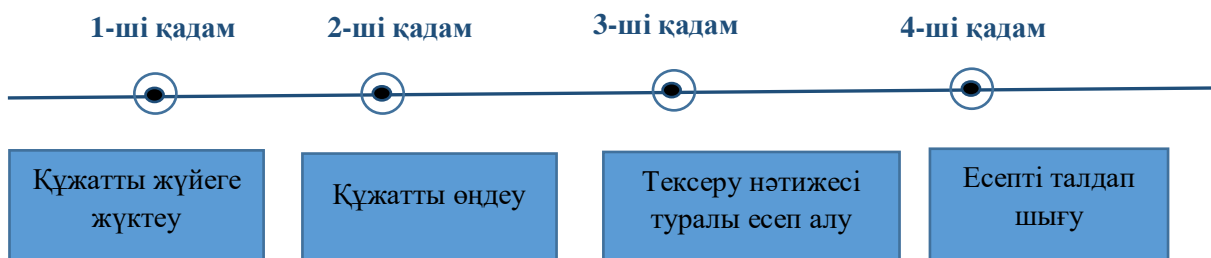 1-ші қадам
2-ші қадам
3-ші қадам
4-ші қадам
Құжатты жүйеге
жүктеу
Құжатты өңдеу
Тексеру нәтижесі
туралы есеп алу
Есепті талдап
шығу